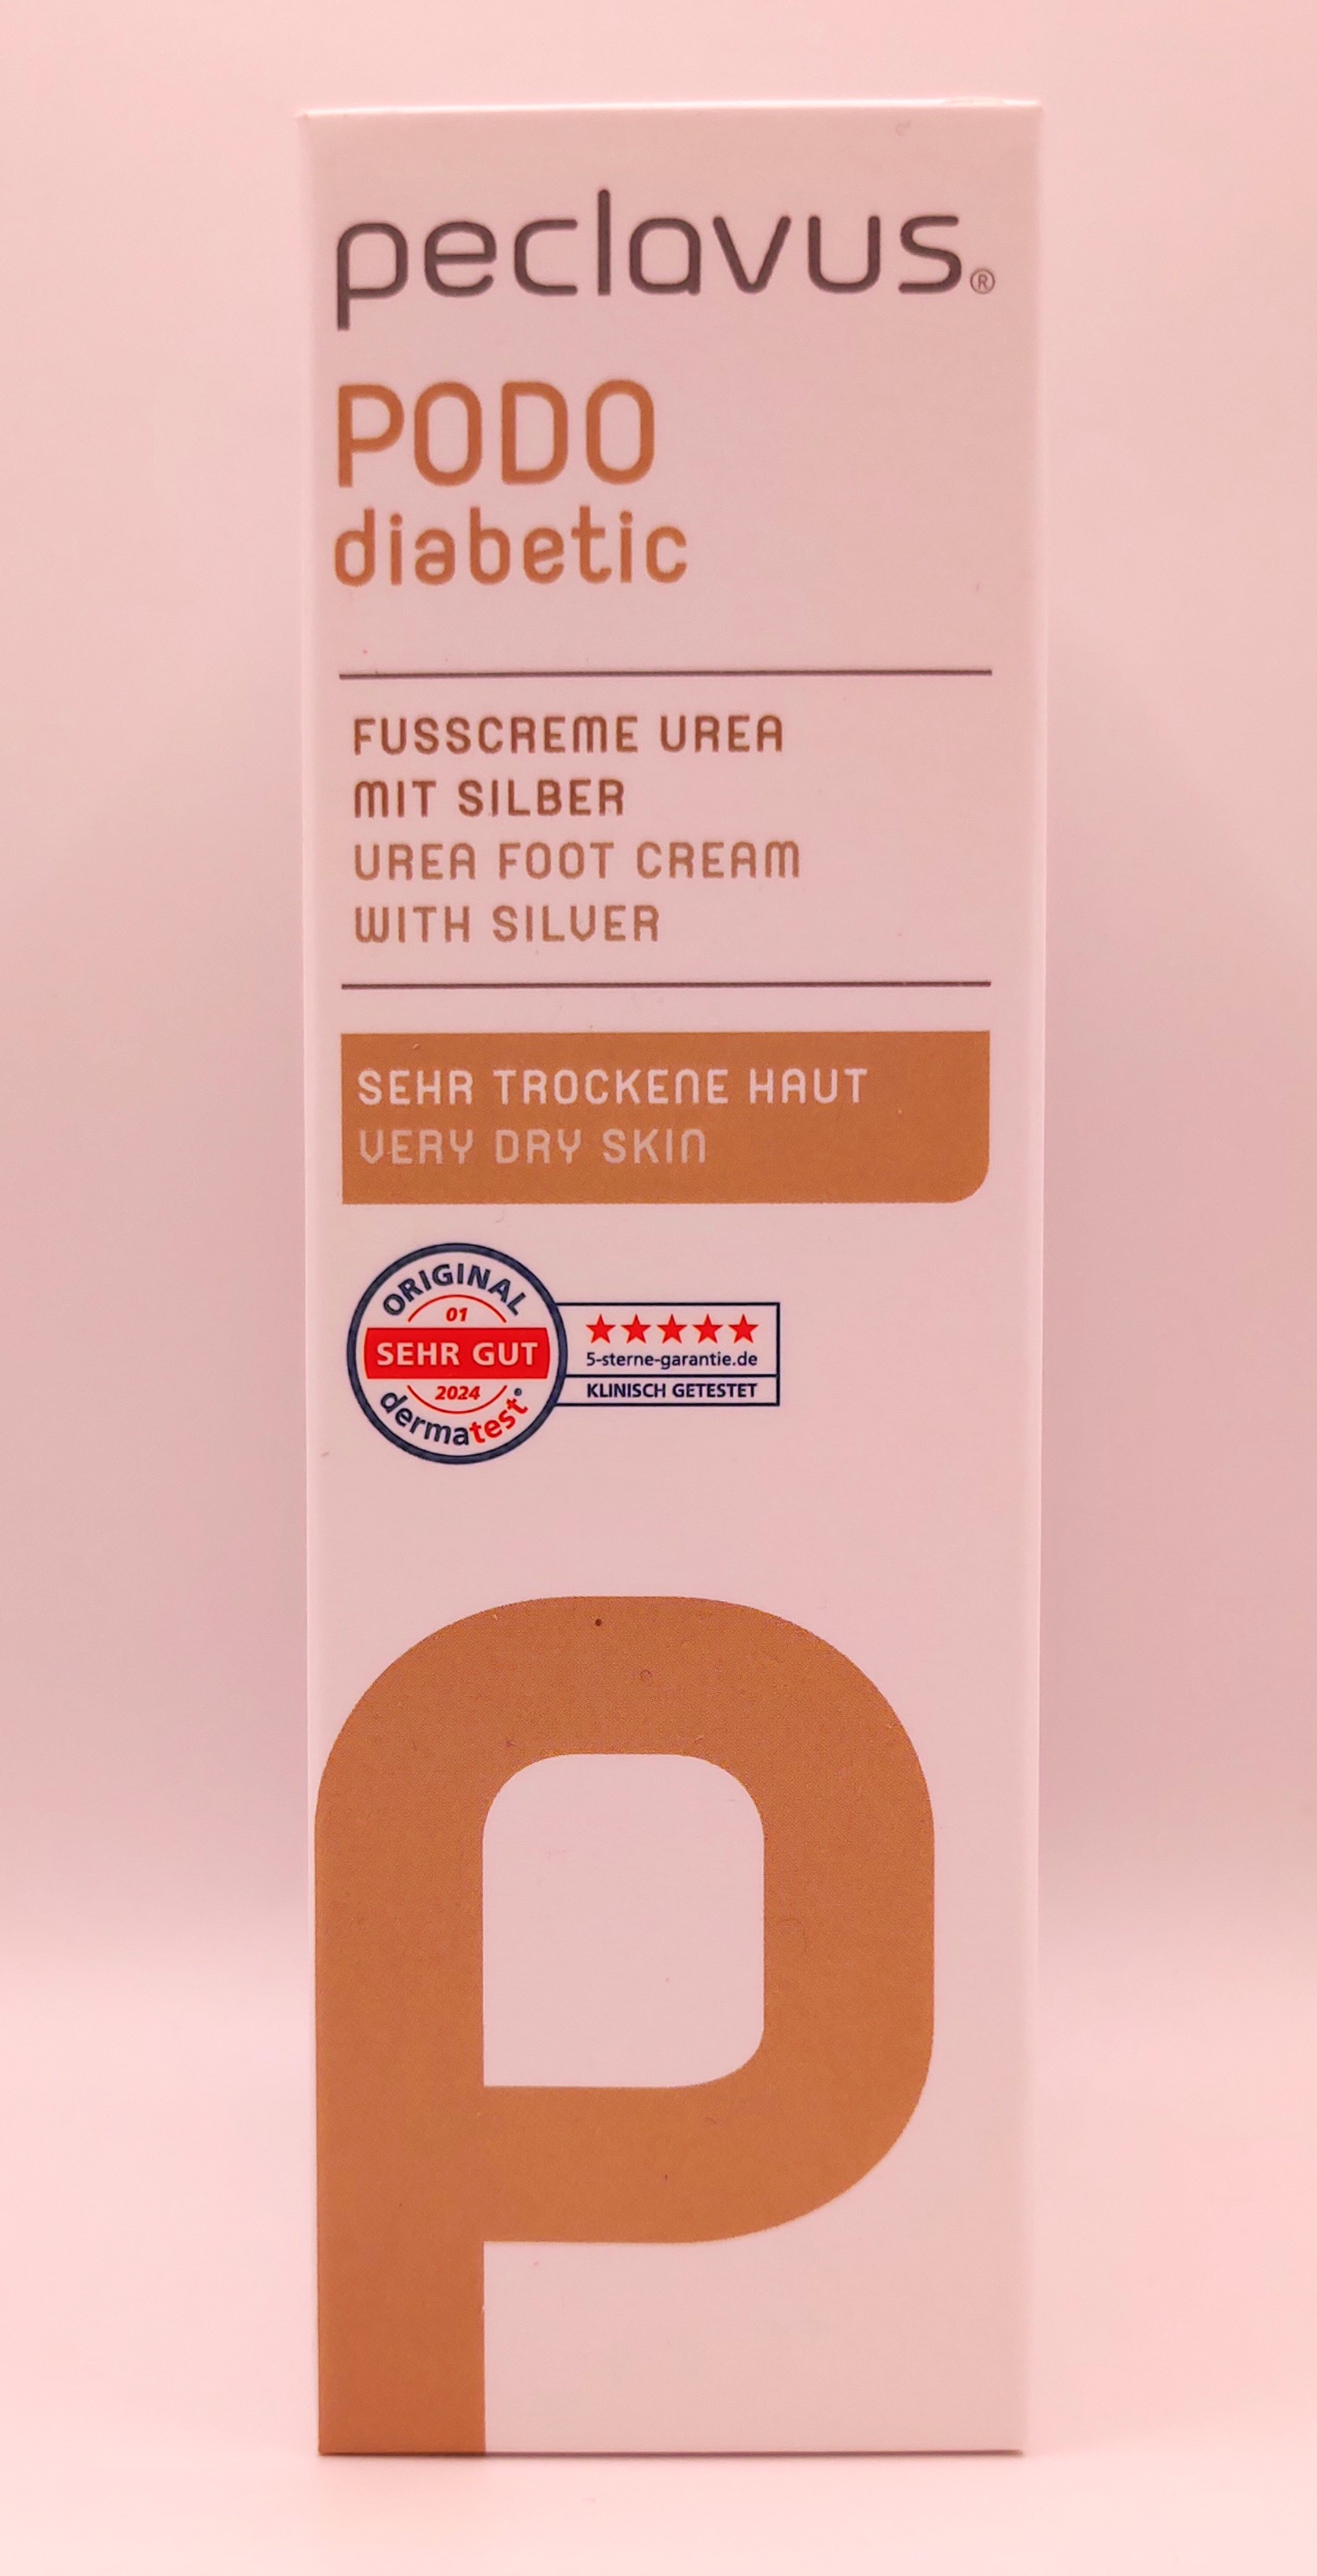 peclavus®
PODO
diabetic
FUSSCREME UREA
MIT SILBER
UREA FOOT CREAM
WITH SILVER
SEHR TROCKENE HAUT
VERY DRY SKIN
ORIGINAL
01
SEHR GUT
2024
dermatest®
5-sterne-garantie.de
KLINISCH GETESTET
p